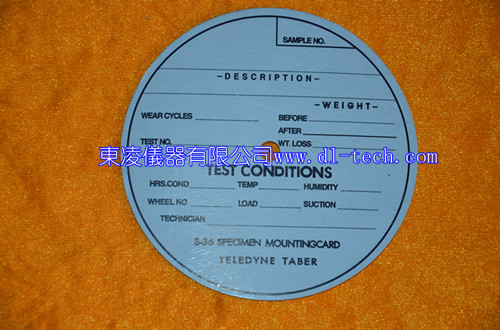 SAMPLE NO.
-DESCRIPTION-
-WEIGHT-
WEAR CYCLES
BEFORE
AFTER
TEST NO.
WT. LOSS
東凌儀器有限公司www.dl-tech.com
TEST CONDITIONS
HRS.COND. TEMP HUMIDITY
WHEEL NO LOAD SUCTION
TECHNICIAN
S-36 SPECIMEN MOUNTINGCARD
TELEDYNE TABER